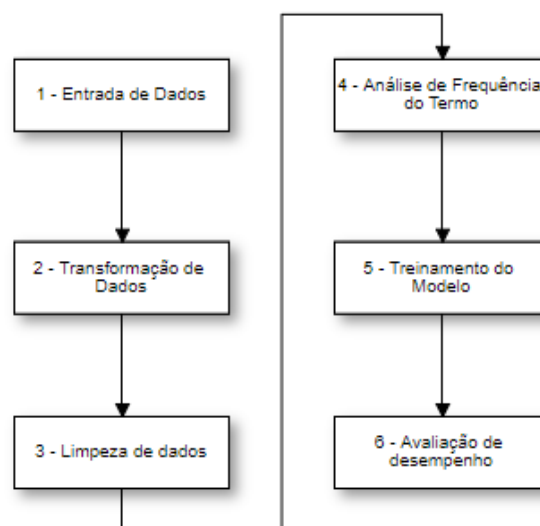 1 - Entrada de Dados
2 - Transformação de
Dados
3 - Limpeza de dados
4 - Análise de Frequência
do Termo
5 - Treinamento do
Modelo
6 - Avaliação de
desempenho